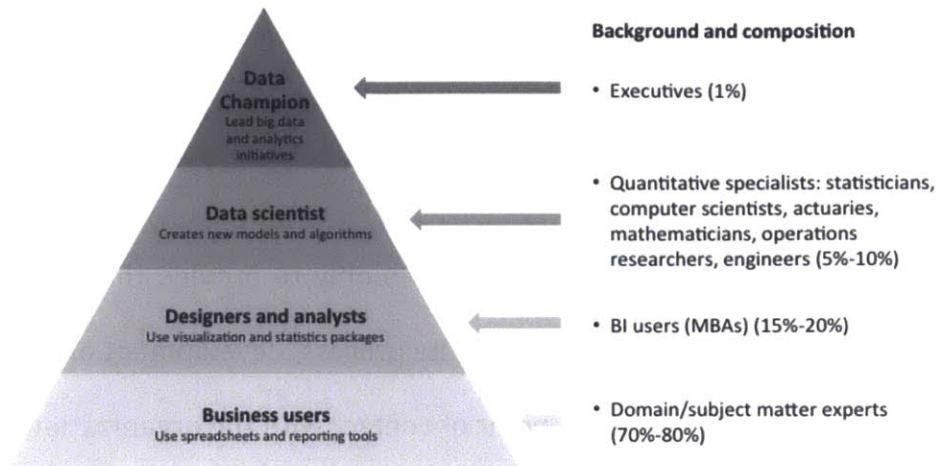 Background and composition
Data
Champion
Lead big data
and analytics
initiatives
• Executives (1%)
Data scientist
Creates new models and algorithms
• Quantitative specialists: statisticians,
computer scientists, actuaries,
mathematicians, operations
researchers, engineers (5%-10%)
Designers and analysts
Use visualization and statistics packages
• BI users (MBAs) (15%-20%)
Business users
Use spreadsheets and reporting tools
• Domain/subject matter experts
(70%-80%)